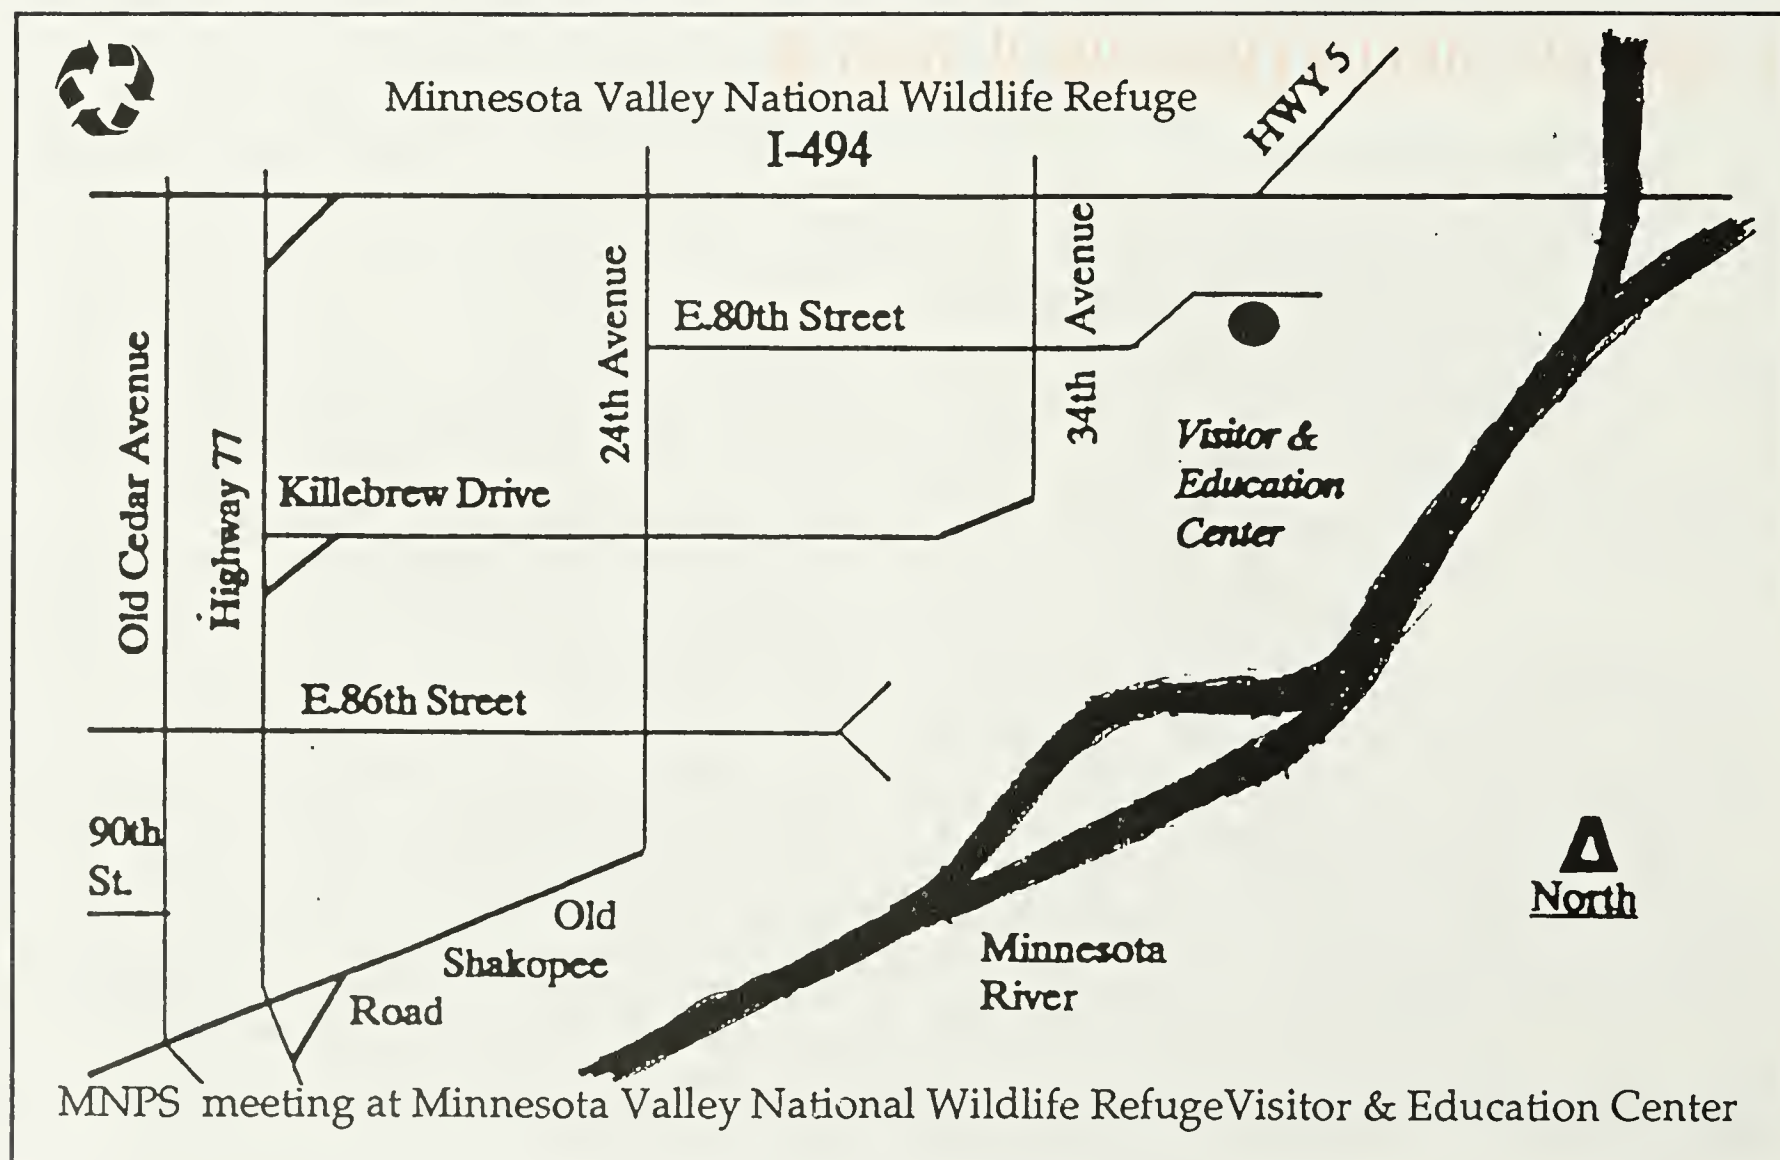 Minnesota Valley National Wildlife Refuge
I-494
HWY 5
Old Cedar Avenue
Highway 77
24th Avenue
34th Avenue
E.80th Street
Visitor &
Education
Center
Killebrew Drive
E.86th Street
90th
St.
Old
Shakopee
Road
Minnesota
River
North
MNPS meeting at Minnesota Valley National Wildlife RefugeVisitor & Education Center